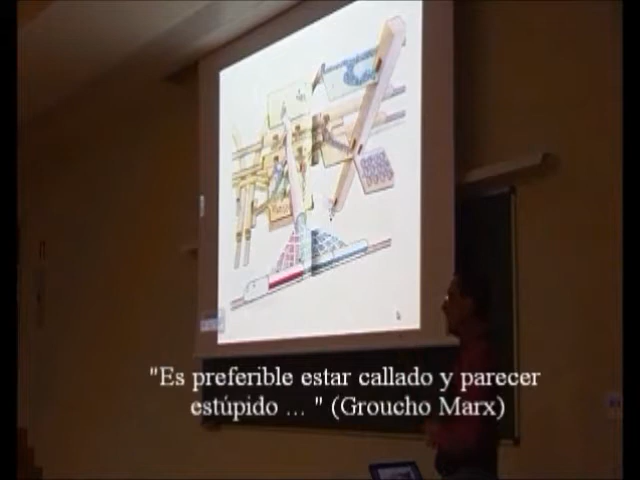 "Es preferible estar callado y parecer
estúpido ... " (Groucho Marx)